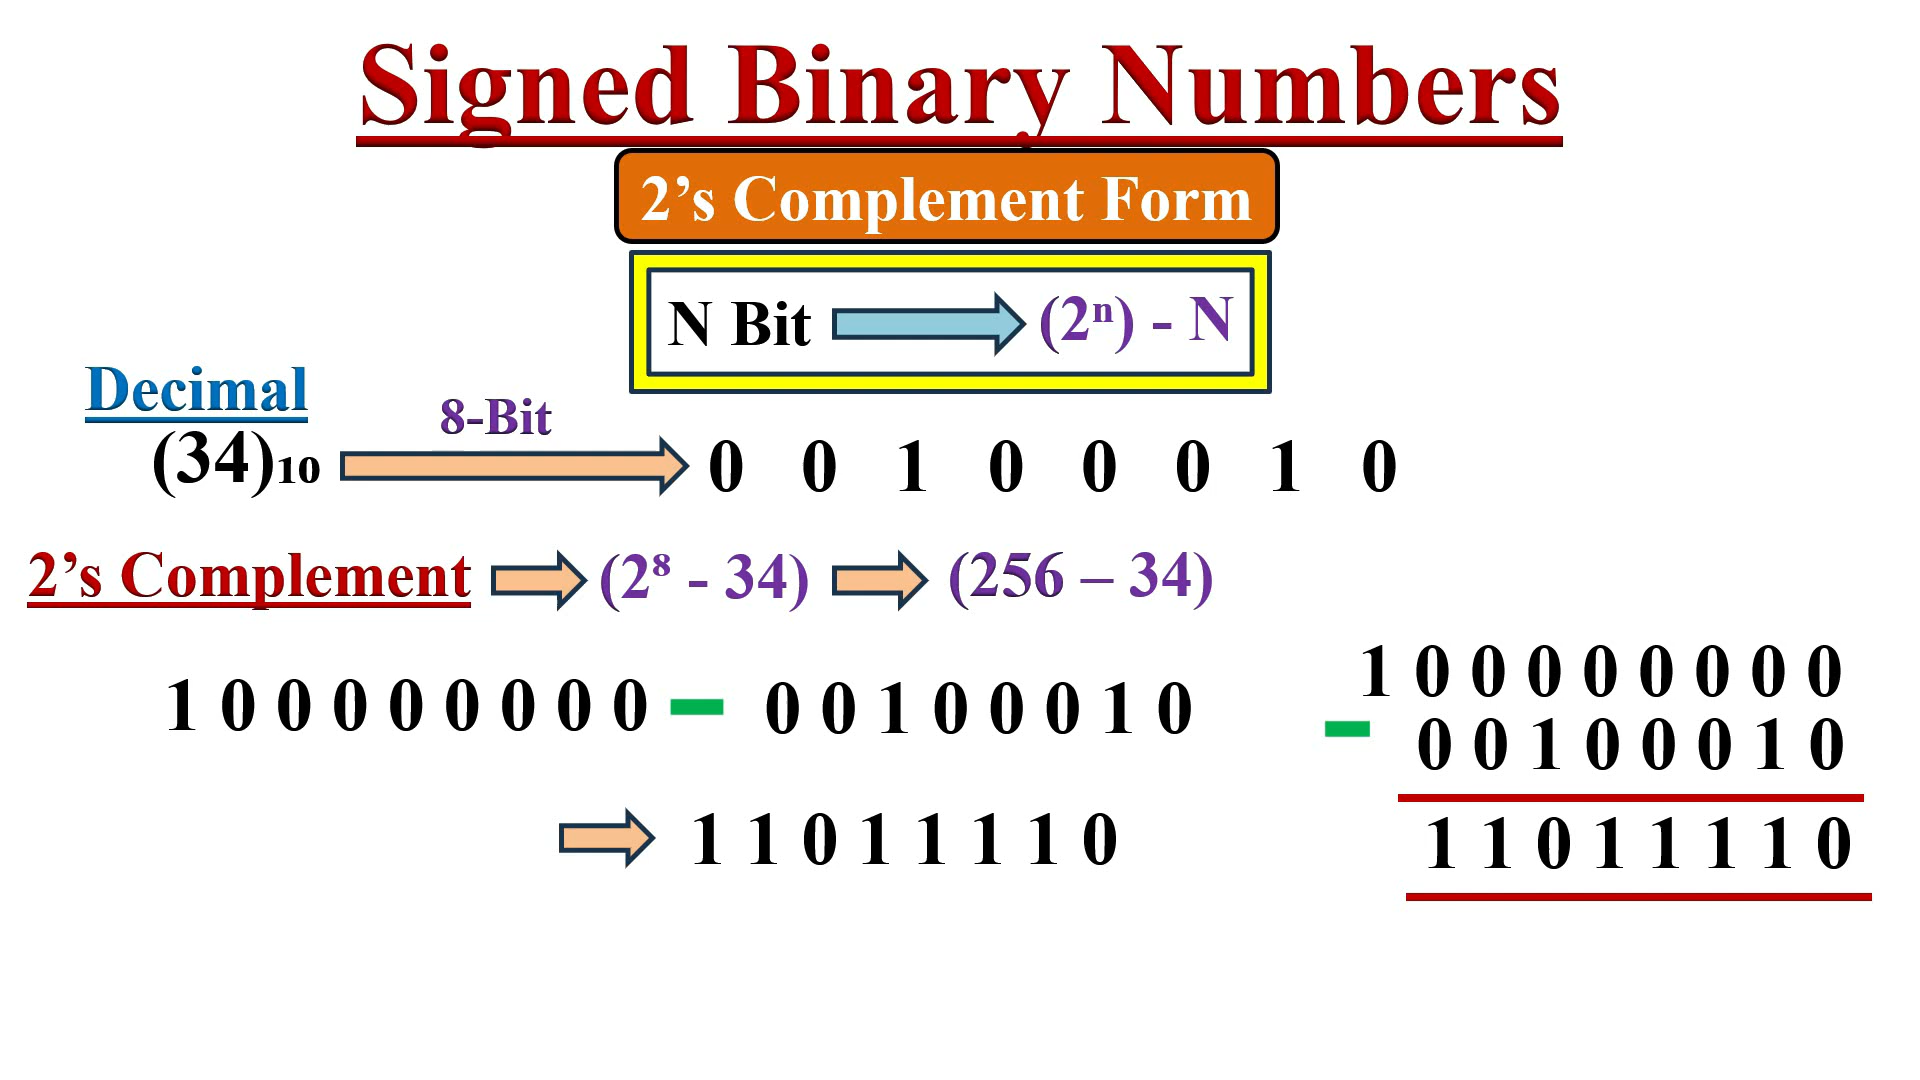 Signed Binary Numbers
2’s Complement Form
N Bit (2ⁿ) - N
Decimal
8-Bit
(34)₁₀ 0 0 1 0 0 0 1 0
2’s Complement (2⁸ - 34) (256 – 34)
1 0 0 0 0 0 0 0 0 - 0 0 1 0 0 0 1 0
1 1 0 1 1 1 1 0
1 0 0 0 0 0 0 0 0
- 0 0 1 0 0 0 1 0
1 1 0 1 1 1 1 0